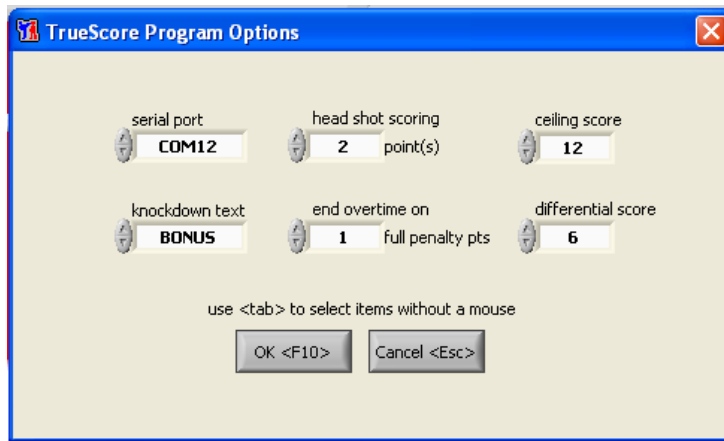 TrueScore Program Options
serial port head shot scoring ceiling score
COM12 2 point(s) 12
knockdown text end overtime on differential score
BONUS 1 full penalty pts 6
use <tab> to select items without a mouse
OK <F10> Cancel <Esc>